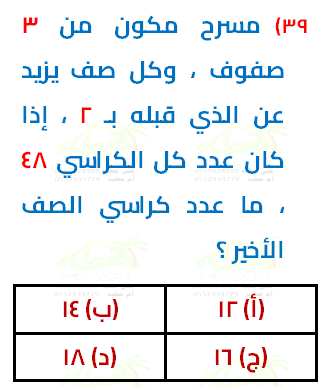 ٣٩) مسرح مكون من ٣
صفوف ، وكل صف يزيد
عن الذي قبله بـ ٢ ، إذا
كان عدد كل الكراسي ٤٨
، ما عدد كراسي الصف
الأخير ؟
(أ) ١٢ (ب) ١٤
(ج) ١٦ (د) ١٨